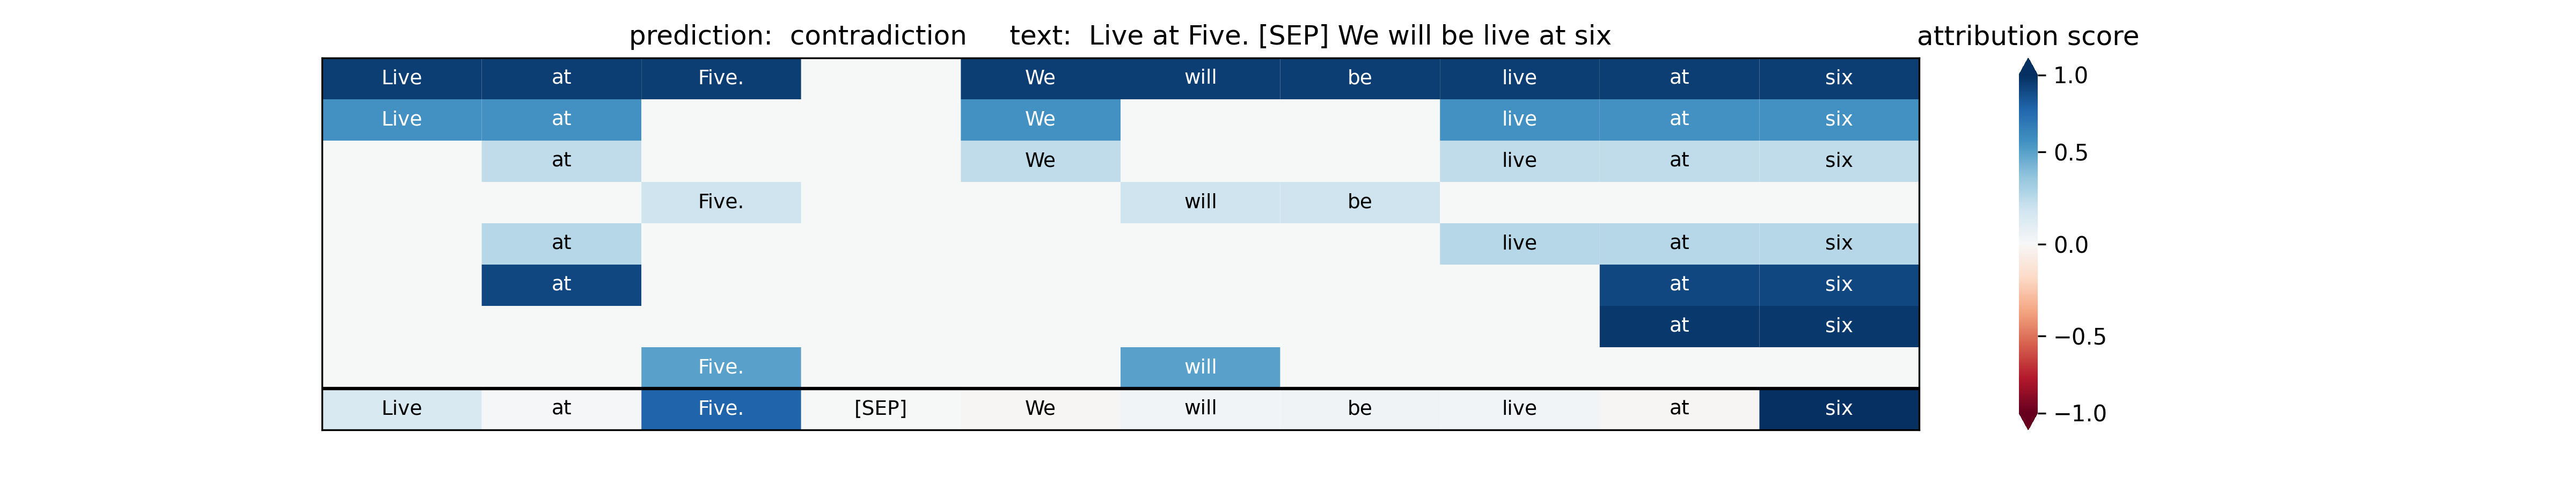 prediction:  contradiction     text:  Live at Five. [SEP] We will be live at six
attribution score
Live at Five. We will be live at six
Live at We live at six
at We live at six
Five. will be
at live at six
at at six
at six
Five. will
Live at Five. [SEP] We will be live at six
1.0
0.5
0.0
−0.5
−1.0